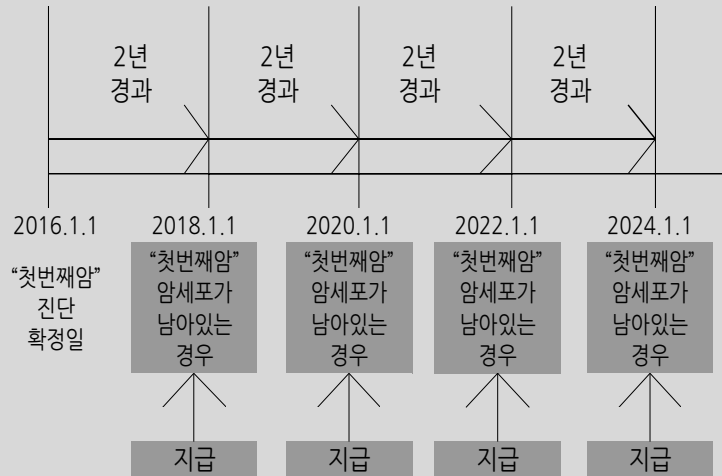 2년 2년 2년 2년
경과 경과 경과 경과
2016.1.1 2018.1.1 2020.1.1 2022.1.1 2024.1.1
“첫번째암”
진단
확정일
“첫번째암”
암세포가
남아있는
경우
“첫번째암”
암세포가
남아있는
경우
“첫번째암”
암세포가
남아있는
경우
“첫번째암”
암세포가
남아있는
경우
지급 지급 지급 지급